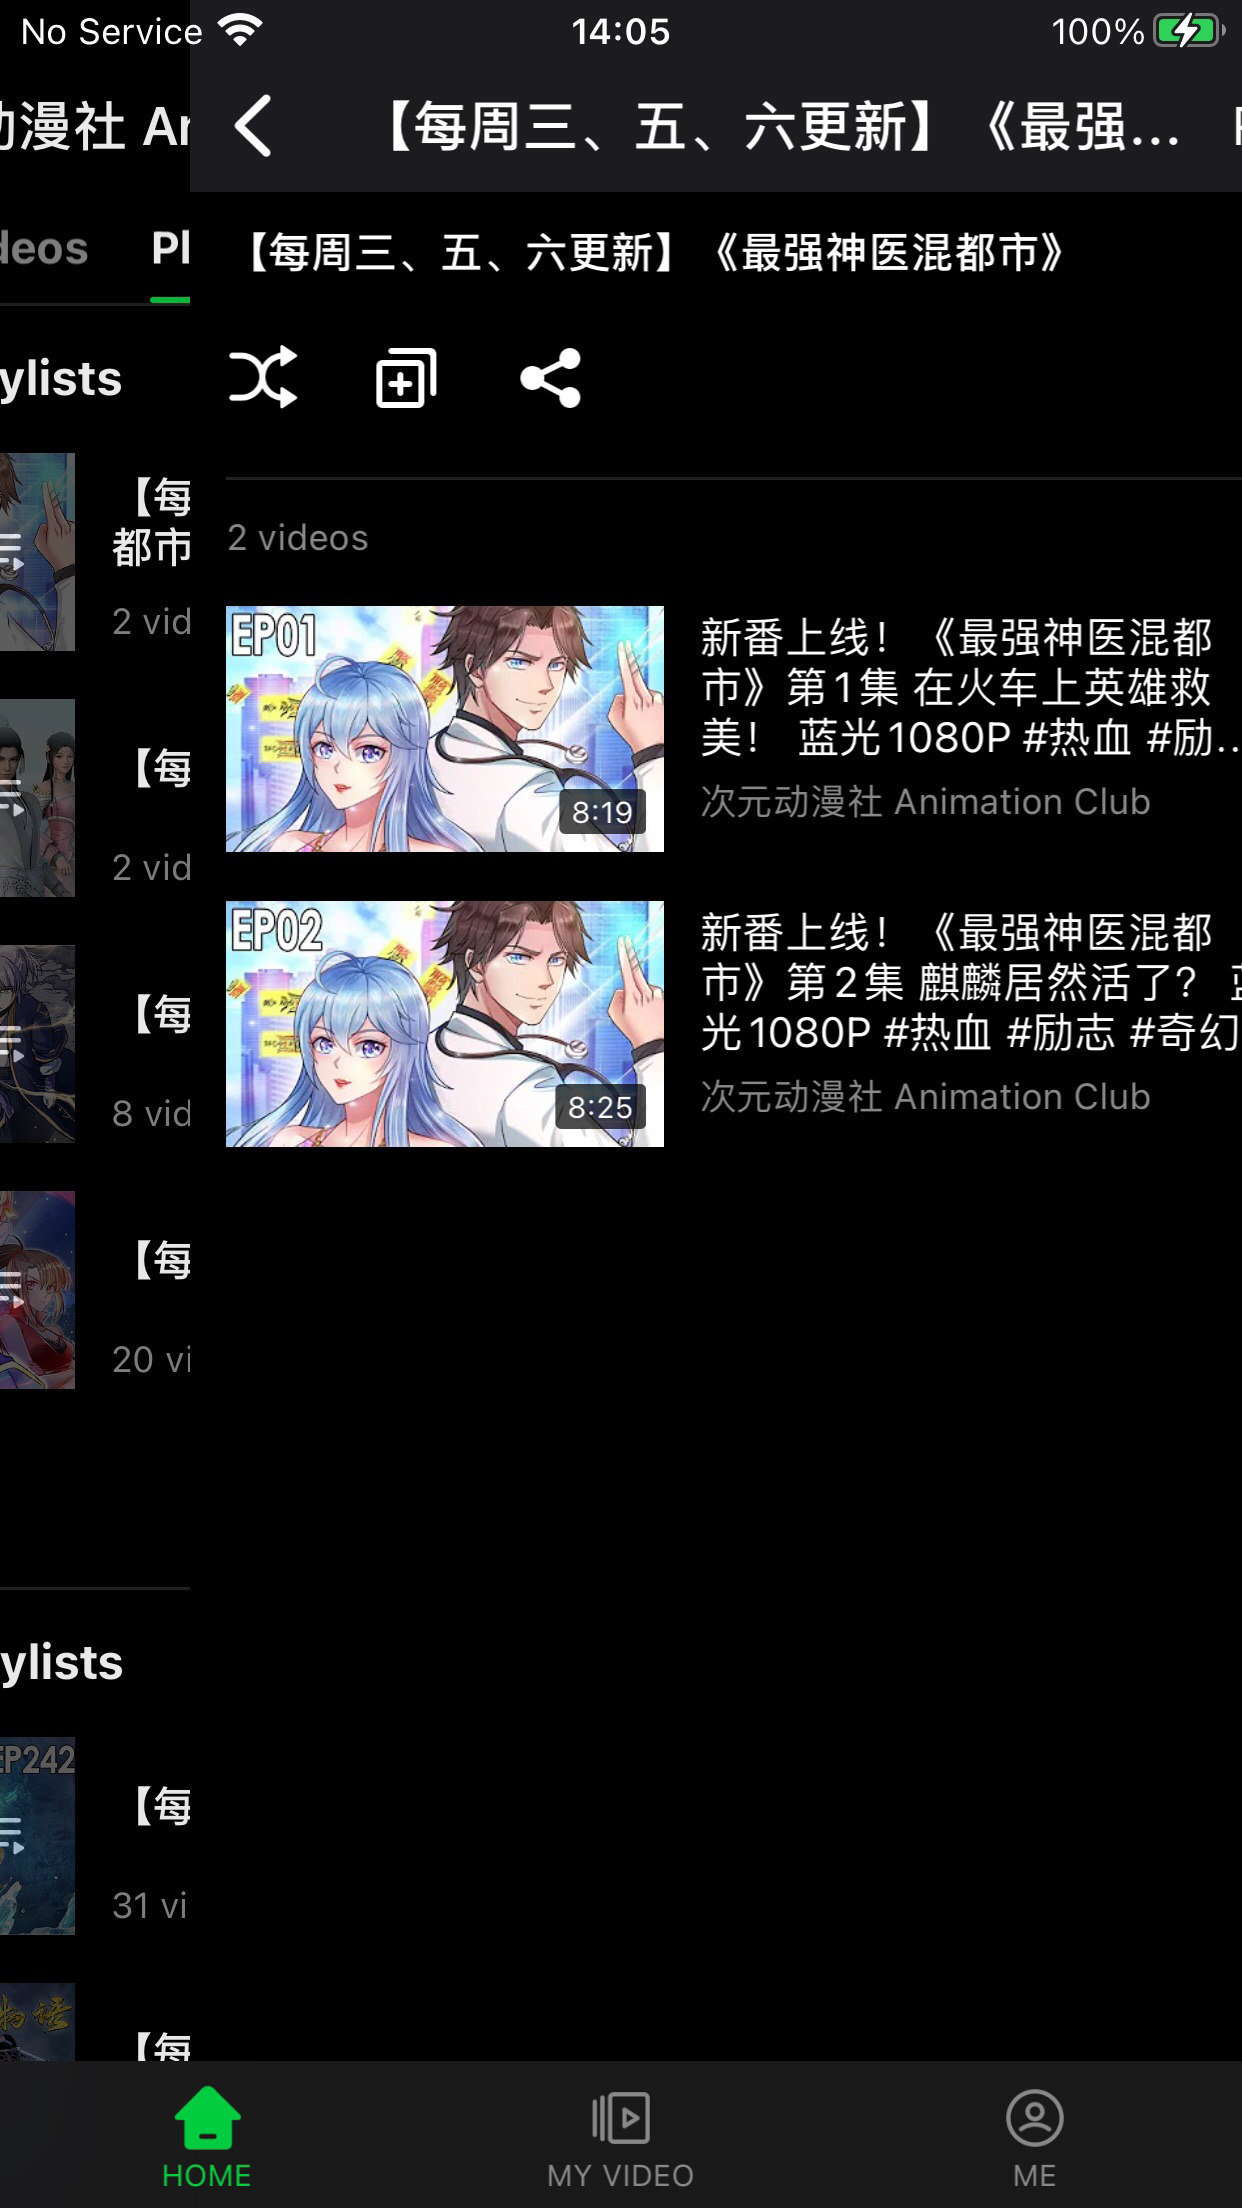 No Service
14:05
100%
动漫社 An
【每周三、五、六更新】《最强...
deos
Pl
【每周三、五、六更新】《最强神医混都市》
ylists
【每
都市
2 vid
2 videos
EP01
8:19
新番上线！《最强神医混都
市》第1集 在火车上英雄救
美！ 蓝光1080P #热血 #励...
次元动漫社 Animation Club
【每
2 vid
EP02
8:25
新番上线！《最强神医混都
市》第2集 麒麟居然活了？ 蓝
光1080P #热血 #励志 #奇幻
次元动漫社 Animation Club
【每
8 vid
【每
20 vi
ylists
EP242
【每
31 vi
物语
【每
HOME
MY VIDEO
ME